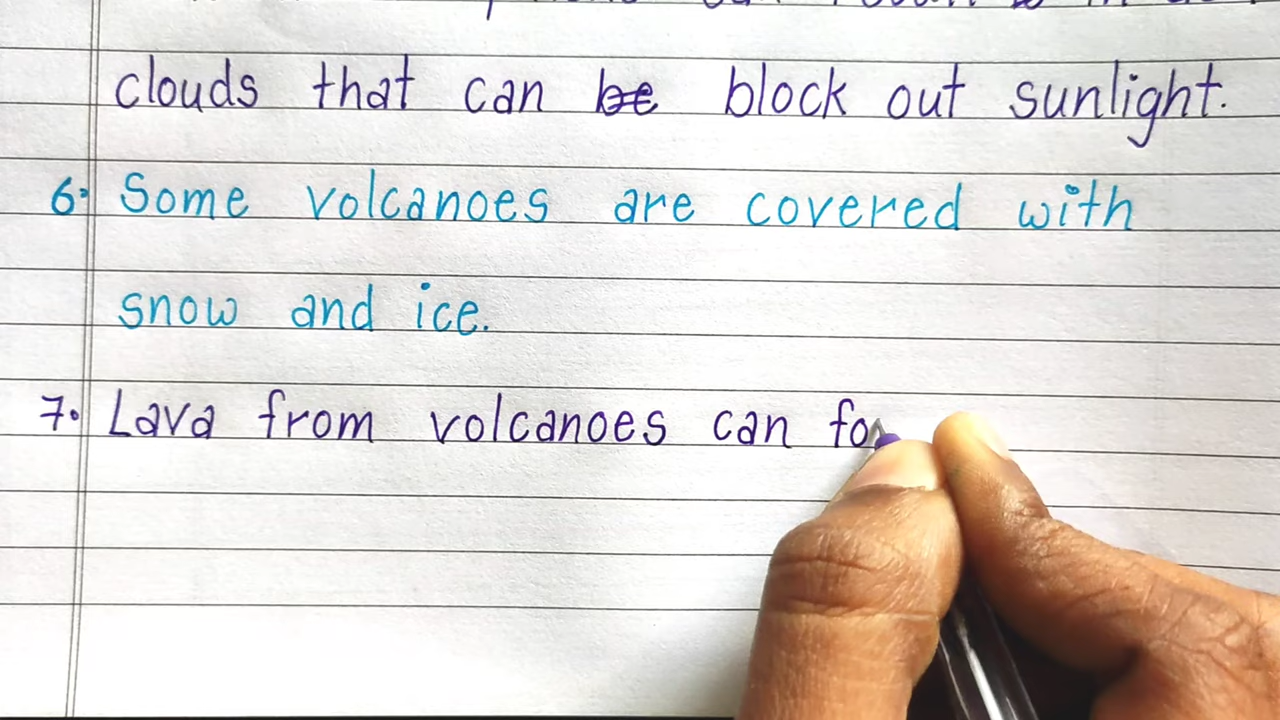 clouds that can be block out sunlight.
6. Some volcanoes are covered with
snow and ice.
7. Lava from volcanoes can fo